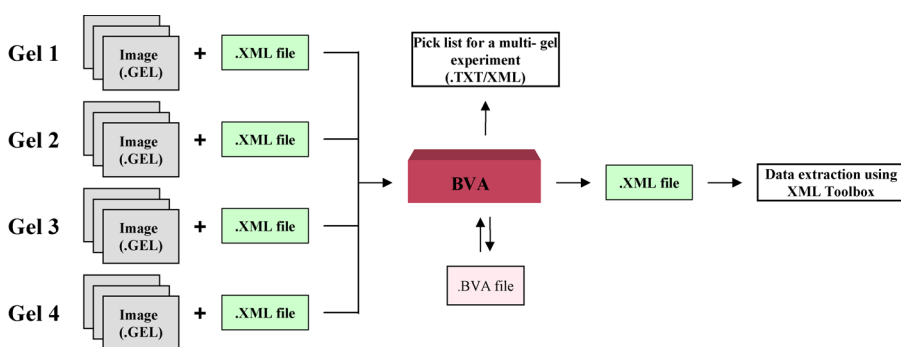 Gel 1
Image
(.GEL)
+
.XML file
Gel 2
Image
(.GEL)
+
.XML file
Gel 3
Image
(.GEL)
+
.XML file
Gel 4
Image
(.GEL)
+
.XML file
Pick list for a multi- gel
experiment
(.TXT/XML)
BVA
.BVA file
.XML file
Data extraction using
XML Toolbox